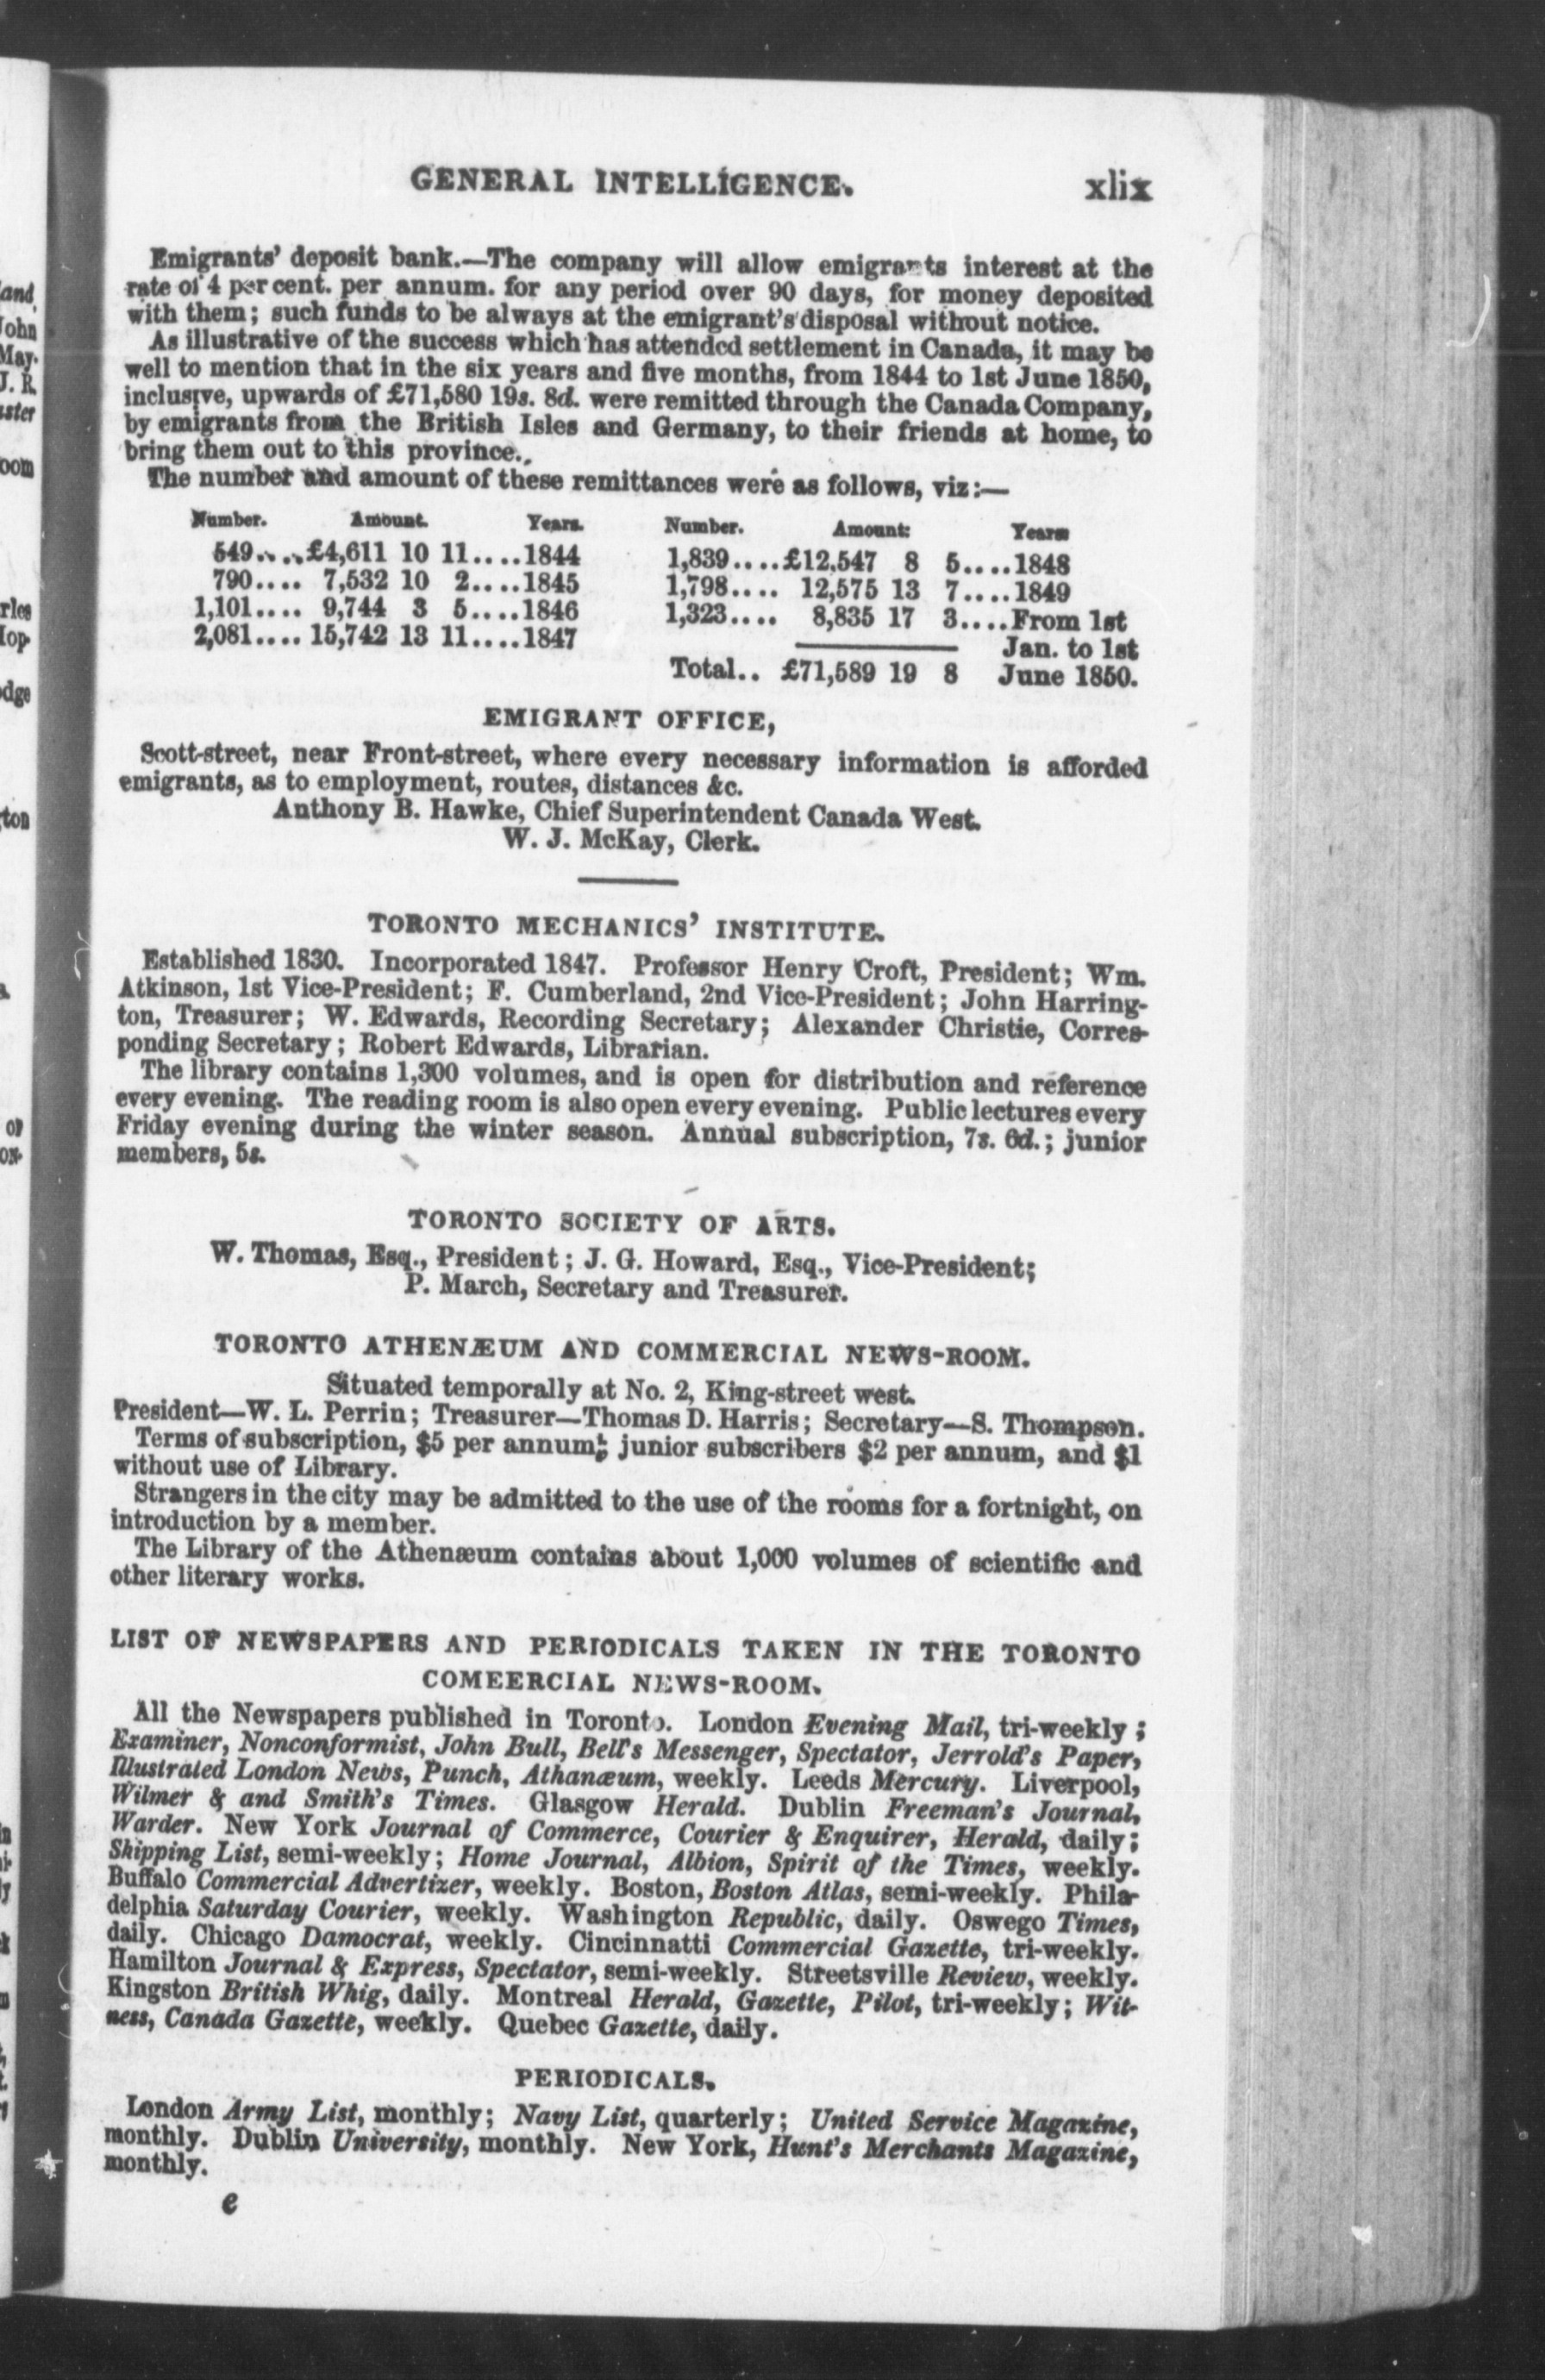 GENERAL INTELLIGENCE. xlix
Emigrants' deposit bank.—The company will allow emigrants interest at the
rate of 4 per cent. per annum. for any period over 90 days, for money deposited
with them; such funds to be always at the emigrant's disposal without notice.
As illustrative of the success which has attended settlement in Canada, it may be
well to mention that in the six years and five months, from 1844 to 1st June 1850,
inclusive, upwards of £71,580 19s. 8d. were remitted through the Canada Company,
by emigrants from the British Isles and Germany, to their friends at home, to
bring them out to this province.
The number and amount of these remittances were as follows, viz:—
Number. Amount. Years. Number. Amount: Years
549....£4,611 10 11....1844 1,839....£12,547 8 5....1848
790.... 7,532 10 2....1845 1,798.... 12,575 13 7....1849
1,101.... 9,744 3 5....1846 1,323.... 8,835 17 3....From 1st
2,081.... 15,742 13 11....1847 Jan. to 1st
Total.. £71,589 19 8 June 1850.
EMIGRANT OFFICE,
Scott-street, near Front-street, where every necessary information is afforded
emigrants, as to employment, routes, distances &c.
Anthony B. Hawke, Chief Superintendent Canada West.
W. J. McKay, Clerk.
TORONTO MECHANICS' INSTITUTE.
Established 1830. Incorporated 1847. Professor Henry Croft, President; Wm.
Atkinson, 1st Vice-President; F. Cumberland, 2nd Vice-President; John Harring-
ton, Treasurer; W. Edwards, Recording Secretary; Alexander Christie, Corres-
ponding Secretary; Robert Edwards, Librarian.
The library contains 1,300 volumes, and is open for distribution and reference
every evening. The reading room is also open every evening. Public lectures every
Friday evening during the winter season. Annual subscription, 7s. 6d.; junior
members, 5s.
TORONTO SOCIETY OF ARTS.
W. Thomas, Esq., President; J. G. Howard, Esq., Vice-President;
P. March, Secretary and Treasurer.
TORONTO ATHENÆUM AND COMMERCIAL NEWS-ROOM.
Situated temporally at No. 2, King-street west.
President—W. L. Perrin; Treasurer—Thomas D. Harris; Secretary—S. Thompson.
Terms of subscription, $5 per annum; junior subscribers $2 per annum, and $1
without use of Library.
Strangers in the city may be admitted to the use of the rooms for a fortnight, on
introduction by a member.
The Library of the Athenæum contains about 1,000 volumes of scientific and
other literary works.
LIST OF NEWSPAPERS AND PERIODICALS TAKEN IN THE TORONTO
COMEERCIAL NEWS-ROOM.
All the Newspapers published in Toronto. London Evening Mail, tri-weekly;
Examiner, Nonconformist, John Bull, Bell's Messenger, Spectator, Jerrold's Paper,
Illustrated London News, Punch, Athanæum, weekly. Leeds Mercury. Liverpool,
Wilmer & and Smith's Times. Glasgow Herald. Dublin Freeman's Journal,
Warder. New York Journal of Commerce, Courier & Enquirer, Herald, daily;
Shipping List, semi-weekly; Home Journal, Albion, Spirit of the Times, weekly.
Buffalo Commercial Advertizer, weekly. Boston, Boston Atlas, semi-weekly. Phila-
delphia Saturday Courier, weekly. Washington Republic, daily. Oswego Times,
daily. Chicago Damocrat, weekly. Cincinnatti Commercial Gazette, tri-weekly.
Hamilton Journal & Express, Spectator, semi-weekly. Streetsville Review, weekly.
Kingston British Whig, daily. Montreal Herald, Gazette, Pilot, tri-weekly; Wit-
ness, Canada Gazette, weekly. Quebec Gazette, daily.
PERIODICALS.
London Army List, monthly; Navy List, quarterly; United Service Magazine,
monthly. Dublin University, monthly. New York, Hunt's Merchants Magazine,
monthly.
e